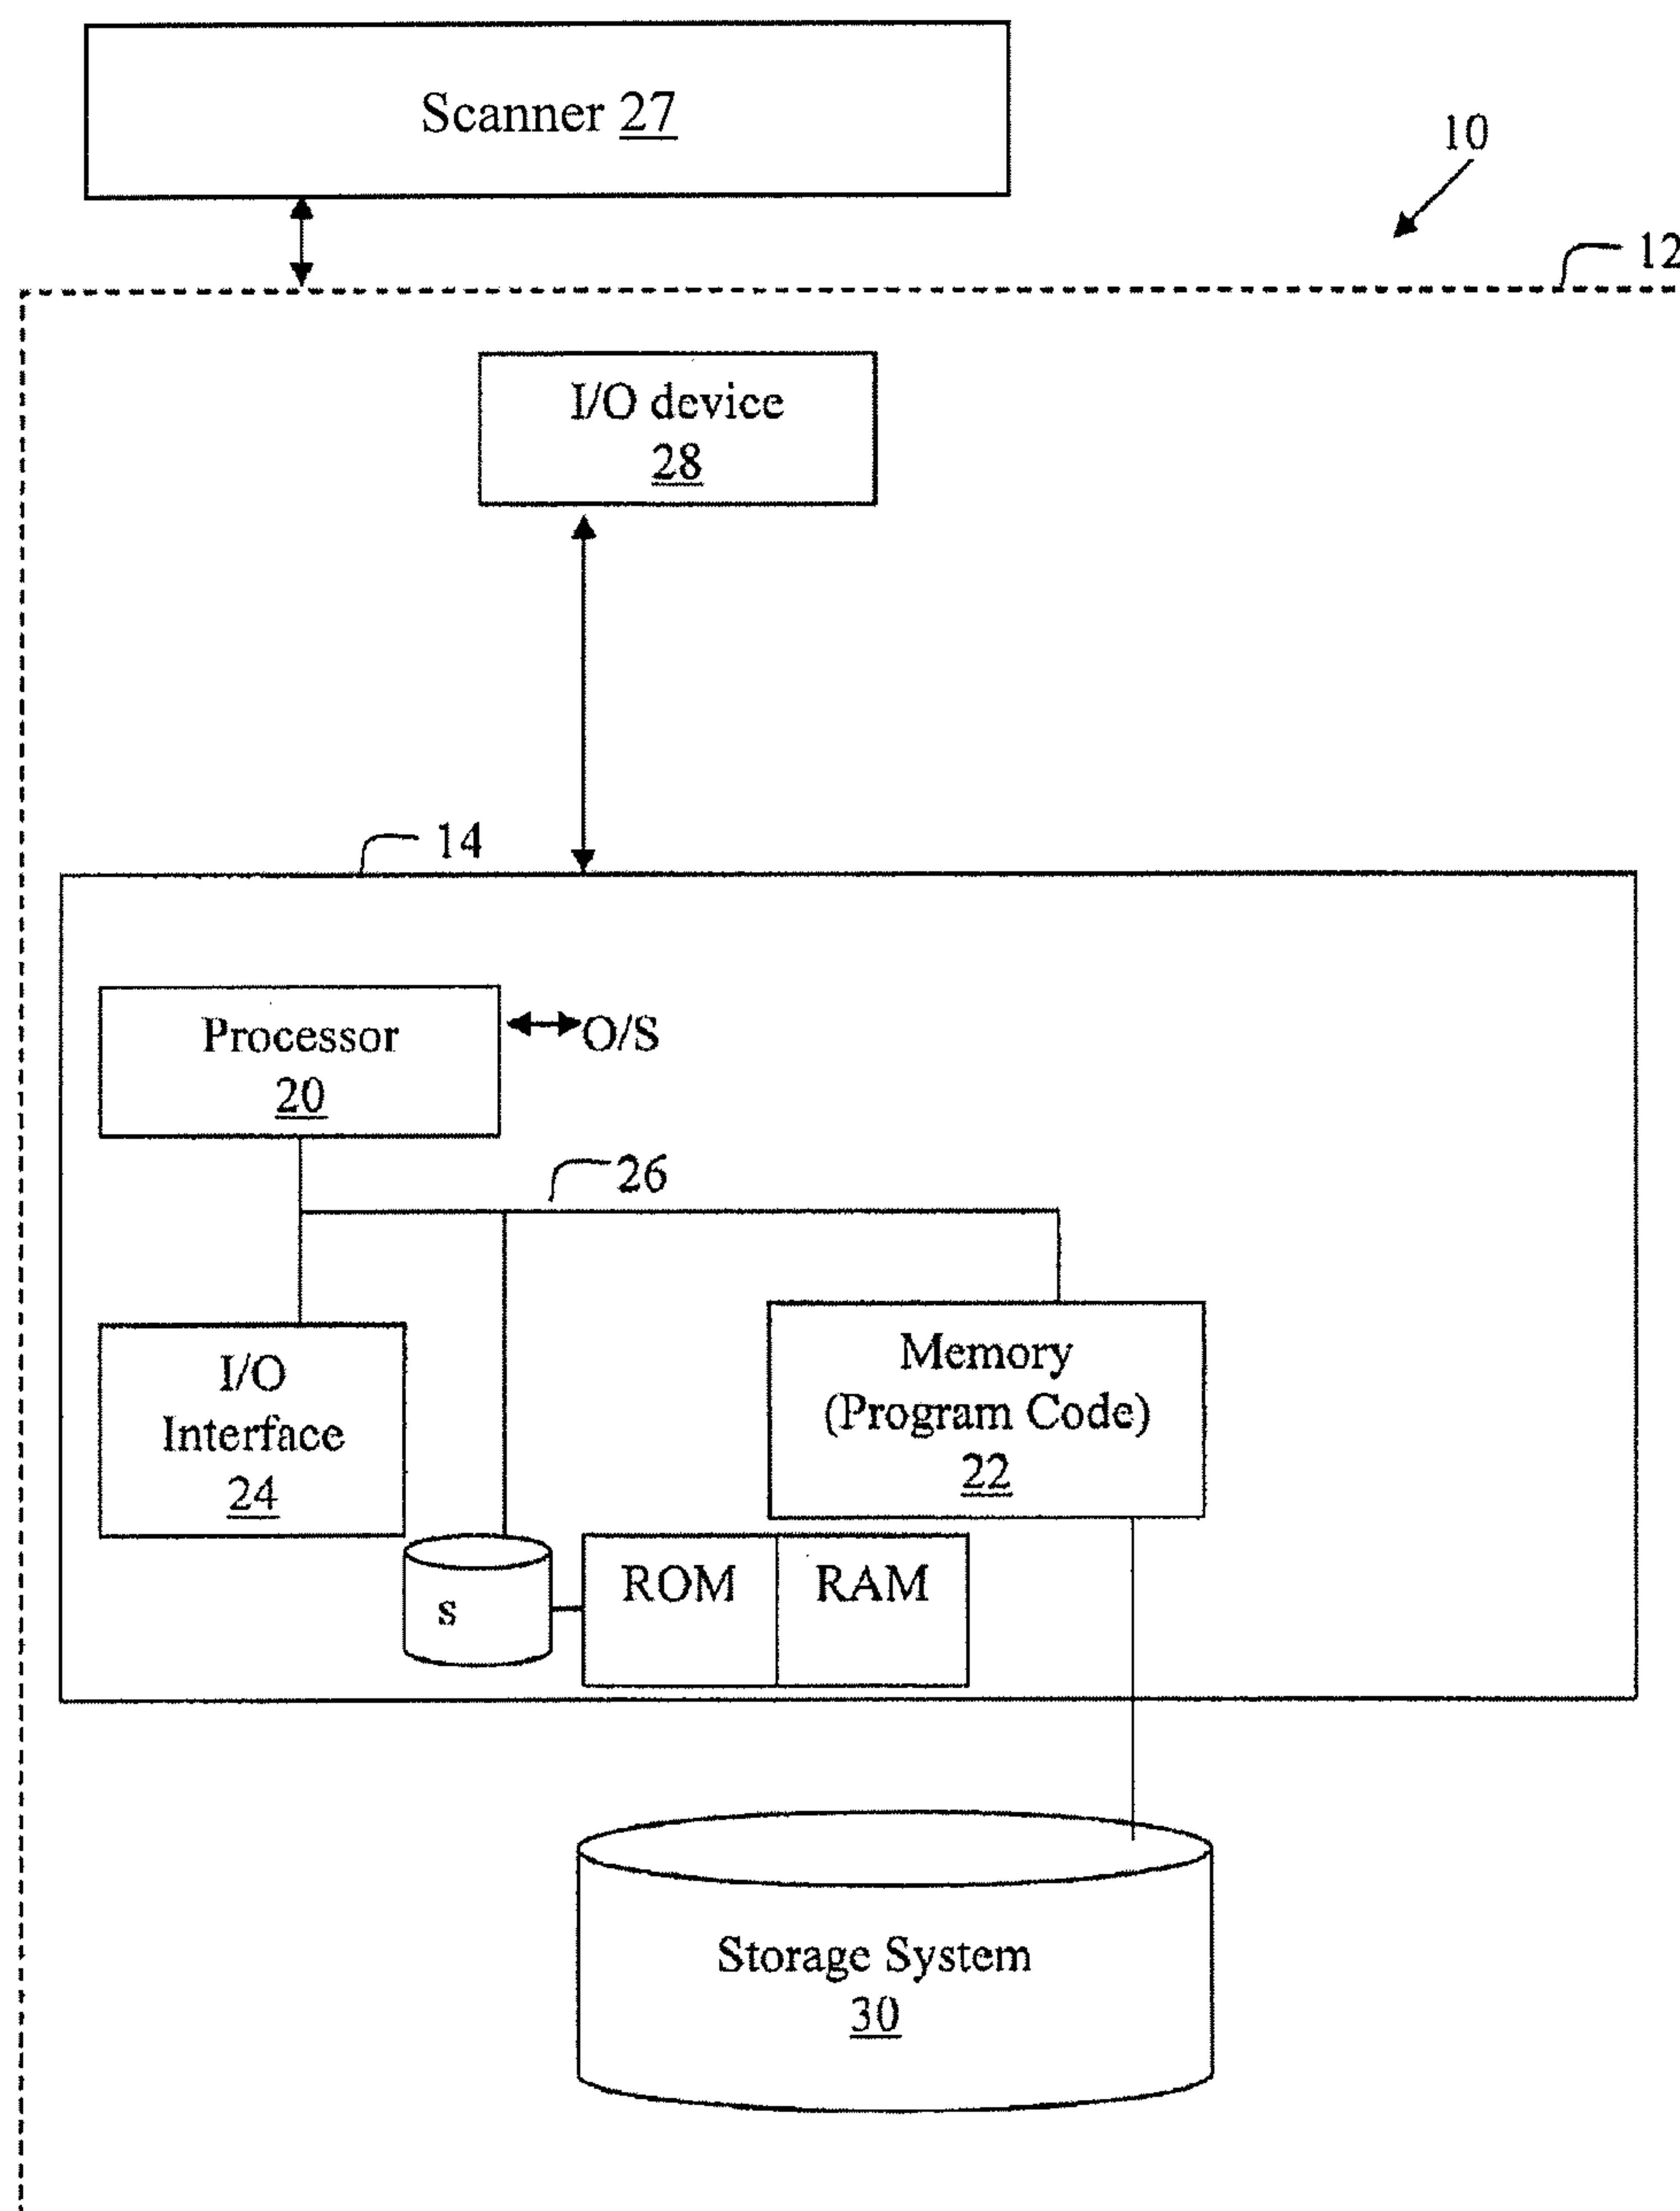 Scanner 27
10
12
I/O device
28
14
Processor
20
O/S
26
I/O
Interface
24
Memory
(Program Code)
22
s
ROM
RAM
Storage System
30